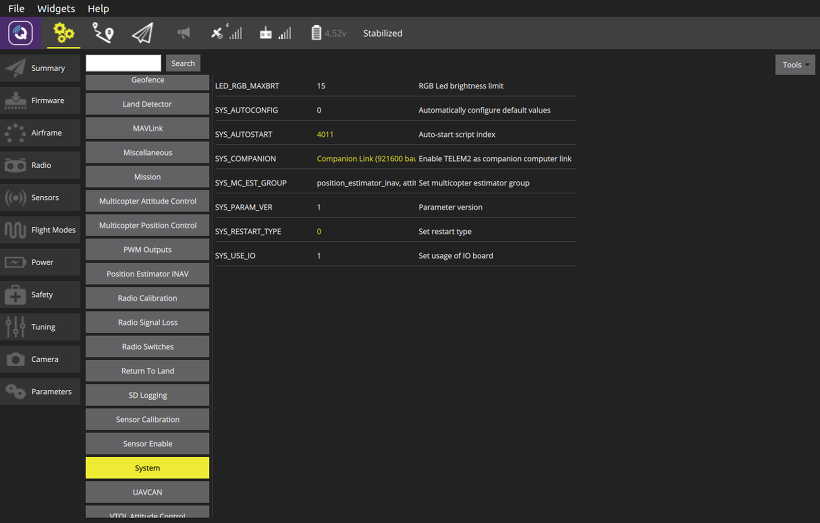 File Widgets Help
4
4.52v
Stabilized
Search
Tools
Summary
Firmware
Airframe
Radio
Sensors
Flight Modes
Power
Safety
Tuning
Camera
Parameters
Geofence
Land Detector
MAVLink
Miscellaneous
Mission
Multicopter Attitude Control
Multicopter Position Control
PWM Outputs
Position Estimator INAV
Radio Calibration
Radio Signal Loss
Radio Switches
Return To Land
SD Logging
Sensor Calibration
Sensor Enable
System
UAVCAN
VTOL Attitude Control
LED_RGB_MAXBRT 15 RGB Led brightness limit
SYS_AUTOCONFIG 0 Automatically configure default values
SYS_AUTOSTART 4011 Auto-start script index
SYS_COMPANION Companion Link (921600 bau Enable TELEM2 as companion computer link
SYS_MC_EST_GROUP position_estimator_inav, attit Set multicopter estimator group
SYS_PARAM_VER 1 Parameter version
SYS_RESTART_TYPE 0 Set restart type
SYS_USE_IO 1 Set usage of IO board